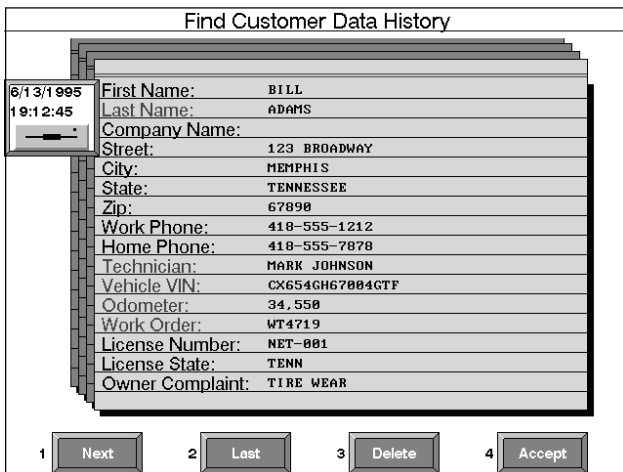 Find Customer Data History
6/13/1995
19:12:45
First Name: BILL
Last Name: ADAMS
Company Name:
Street: 123 BROADWAY
City: MEMPHIS
State: TENNESSEE
Zip: 67890
Work Phone: 418-555-1212
Home Phone: 418-555-7878
Technician: MARK JOHNSON
Vehicle VIN: CX654GH67004GTF
Odometer: 34,550
Work Order: WT4719
License Number: NET-001
License State: TENN
Owner Complaint: TIRE WEAR
1 Next 2 Last 3 Delete 4 Accept